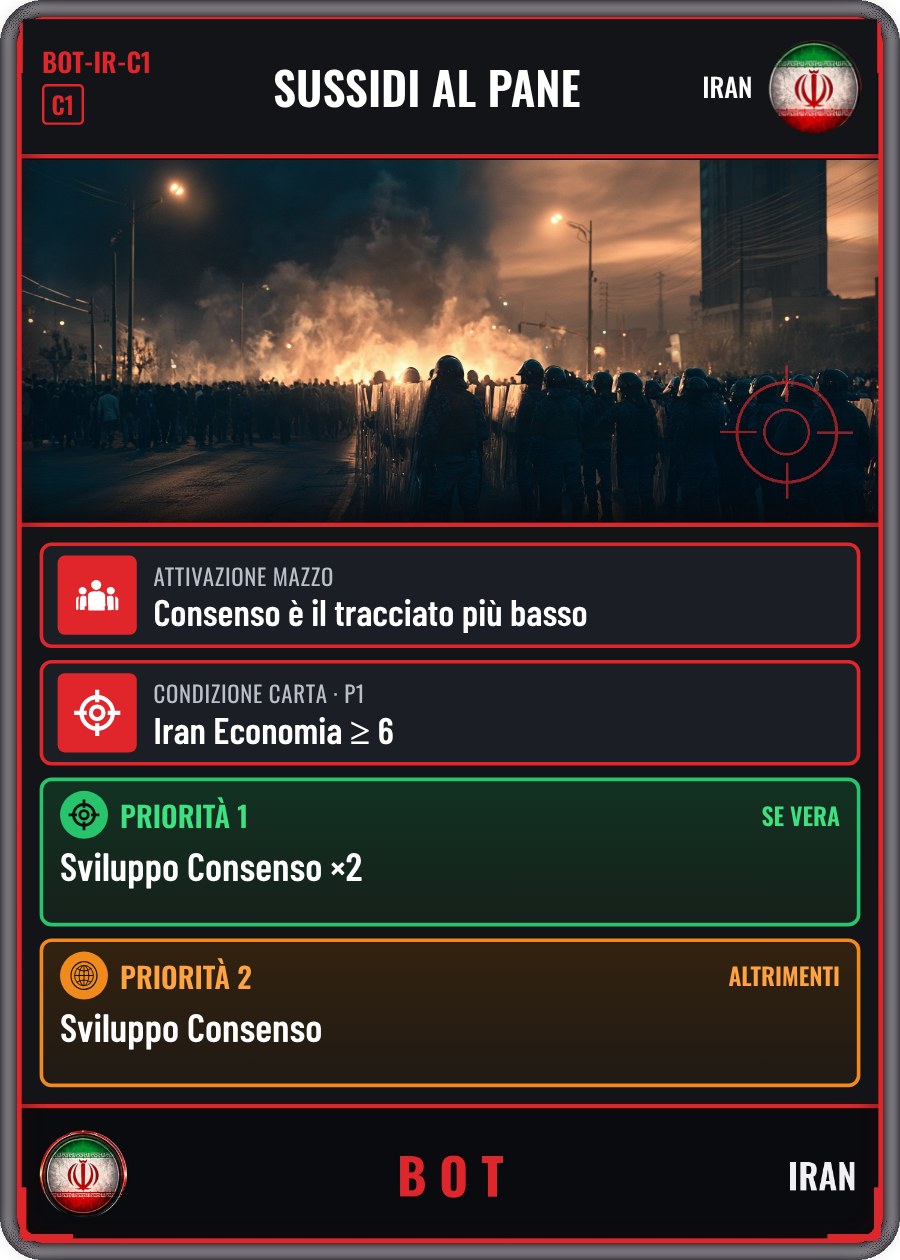 BOT-IR-C1
C1
SUSSIDI AL PANE
IRAN
ATTIVAZIONE MAZZO
Consenso è il tracciato più basso
CONDIZIONE CARTA · P1
Iran Economia ≥ 6
PRIORITÀ 1
SE VERA
Sviluppo Consenso ×2
PRIORITÀ 2
ALTRIMENTI
Sviluppo Consenso
BOT
IRAN